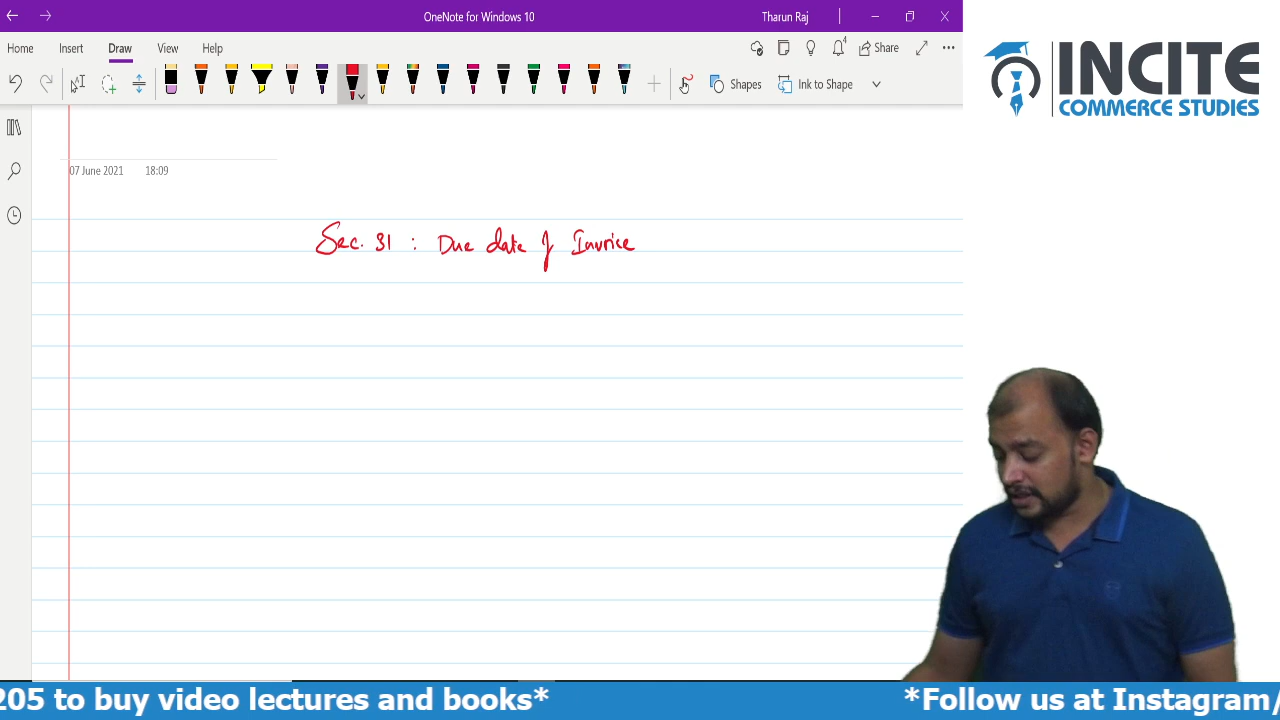 OneNote for Windows 10
Tharun Raj
Home Insert Draw View Help
4
Share
Shapes
Ink to Shape
INCITE
COMMERCE STUDIES
07 June 2021 18:09
Sec. 31 : Due date of Invoice
205 to buy video lectures and books* *Follow us at Instagram/